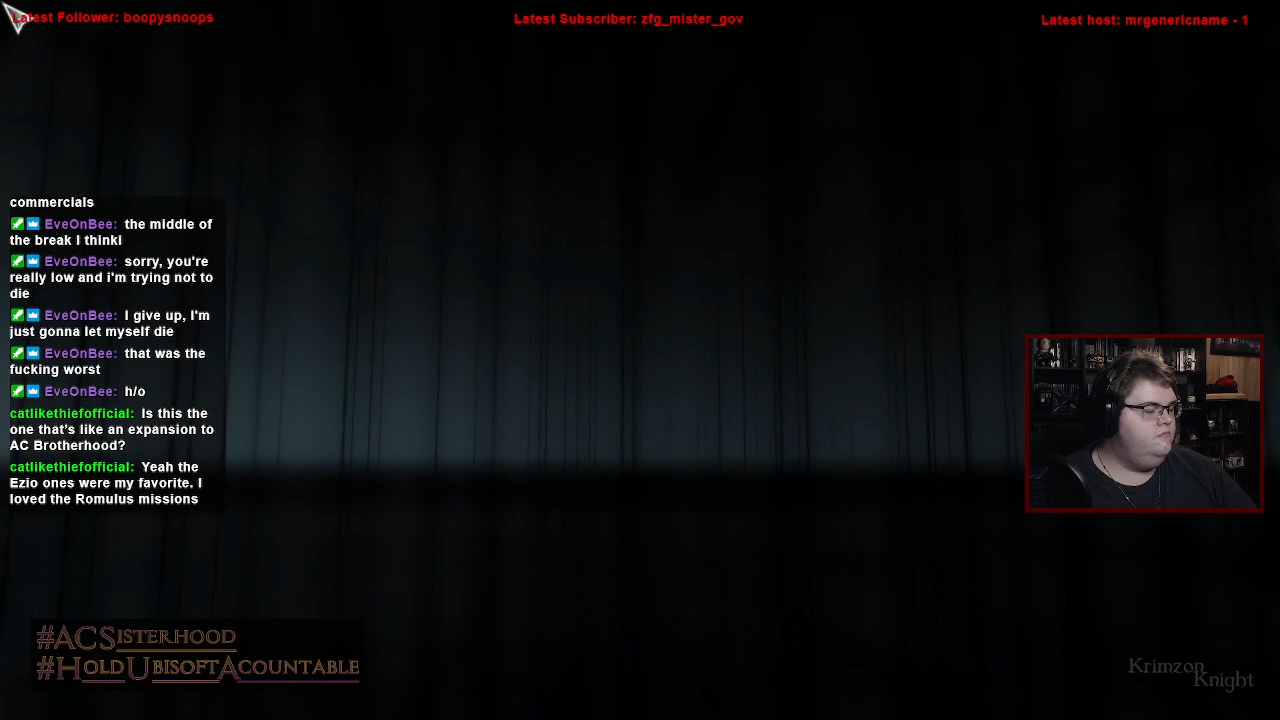 Latest Follower: boopysnoops
Latest Subscriber: zfg_mister_gov
Latest host: mrgenericname - 1
commercials
EveOnBee: the middle of
the break I thinkI
EveOnBee: sorry, you're
really low and i'm trying not to
die
EveOnBee: I give up, I'm
just gonna let myself die
EveOnBee: that was the
fucking worst
EveOnBee: h/o
catlikethiefofficial: Is this the
one that's like an expansion to
AC Brotherhood?
catlikethiefofficial: Yeah the
Ezio ones were my favorite. I
loved the Romulus missions
#ACSisterhood
#HoldUbisoftAcountable
Krimzon
Knight